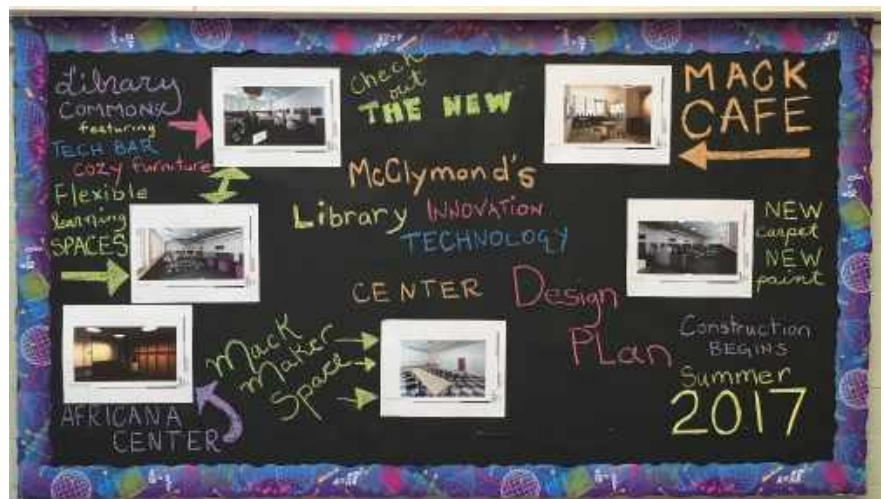 Library
COMMONS
featuring
TECH BAR
COZY furniture
Flexible
learning
SPACES
Check
out
THE NEW
McClymond's
Library INNOVATION
TECHNOLOGY
CENTER
Design
PLan
MACK
CAFE
NEW
carpet
NEW
paint
Construction
BEGINS
Summer
2017
Mack
Maker
Space
AFRICANA
CENTER